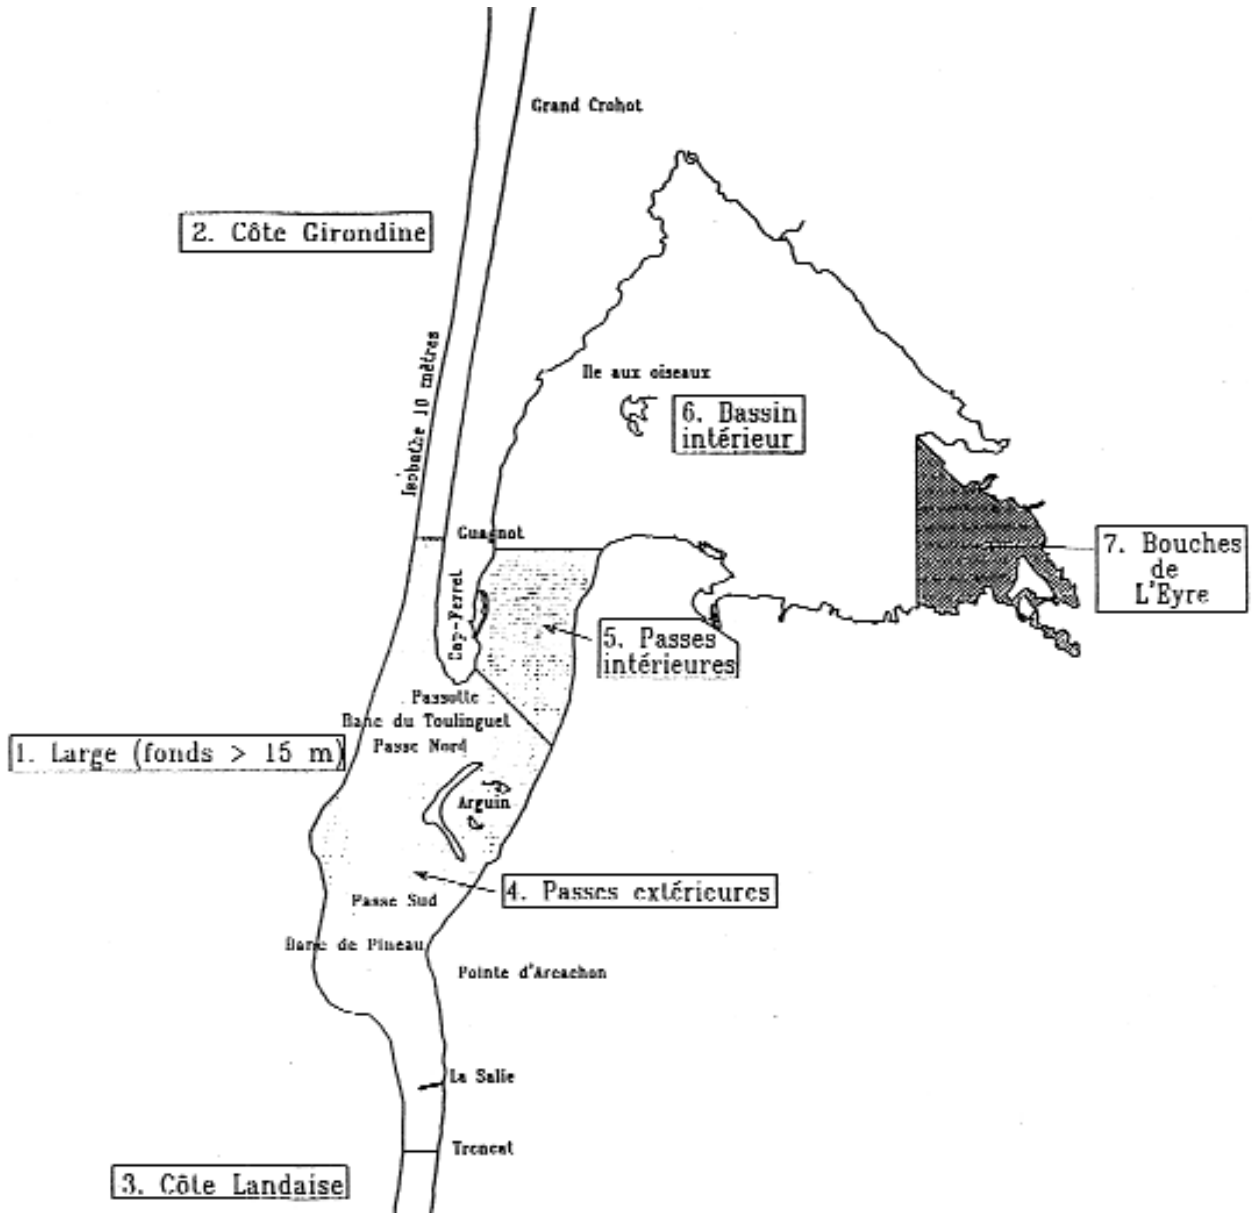 Grand Crohot
2. Côte Girondine
Isobathe 10 mètres
Ile aux oiseaux
6. Bassin
intérieur
Guagnot
7. Bouches
de
L'Eyre
Cap-Ferret
5. Passes
intérieures
Passotte
Banc du Toulinguet
Passe Nord
1. Large (fonds > 15 m)
Arguin
4. Passes extérieures
Passe Sud
Banc de Pineau
Pointe d'Arcachon
La Salie
Trencat
3. Côte Landaise